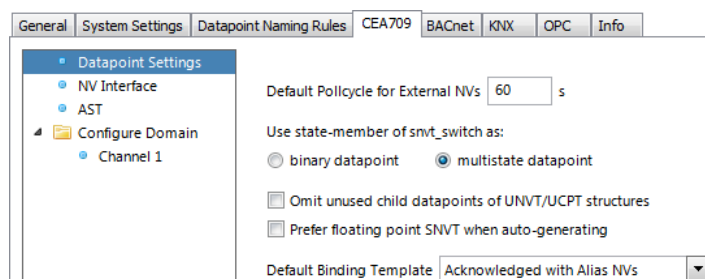 General System Settings Datapoint Naming Rules CEA709 BACnet KNX OPC Info
Datapoint Settings
NV Interface
AST
Configure Domain
Channel 1
Default Pollcycle for External NVs 60 s
Use state-member of snvt_switch as:
binary datapoint multistate datapoint
Omit unused child datapoints of UNVT/UCPT structures
Prefer floating point SNVT when auto-generating
Default Binding Template Acknowledged with Alias NVs